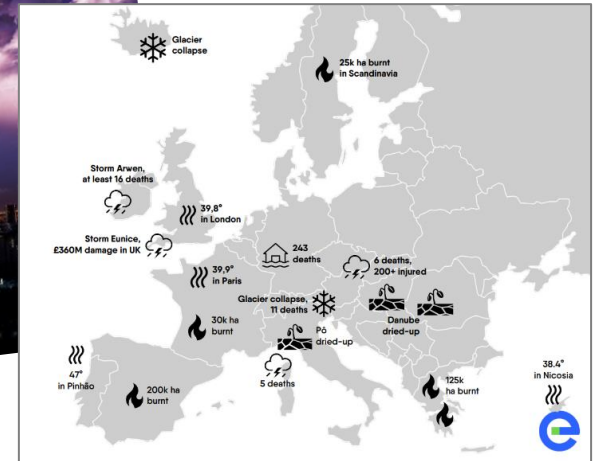 Glacier
collapse
25k ha burnt
in Scandinavia
Storm Arwen,
at least 16 deaths
39,8°
in London
Storm Eunice,
£360M damage in UK
243
deaths
6 deaths,
200+ injured
39,9°
in Paris
Glacier collapse,
11 deaths
Danube
dried-up
30k ha
burnt
Pô
dried-up
47°
in Pinhão
5 deaths
200k ha
burnt
125k
ha burnt
38.4°
in Nicosia